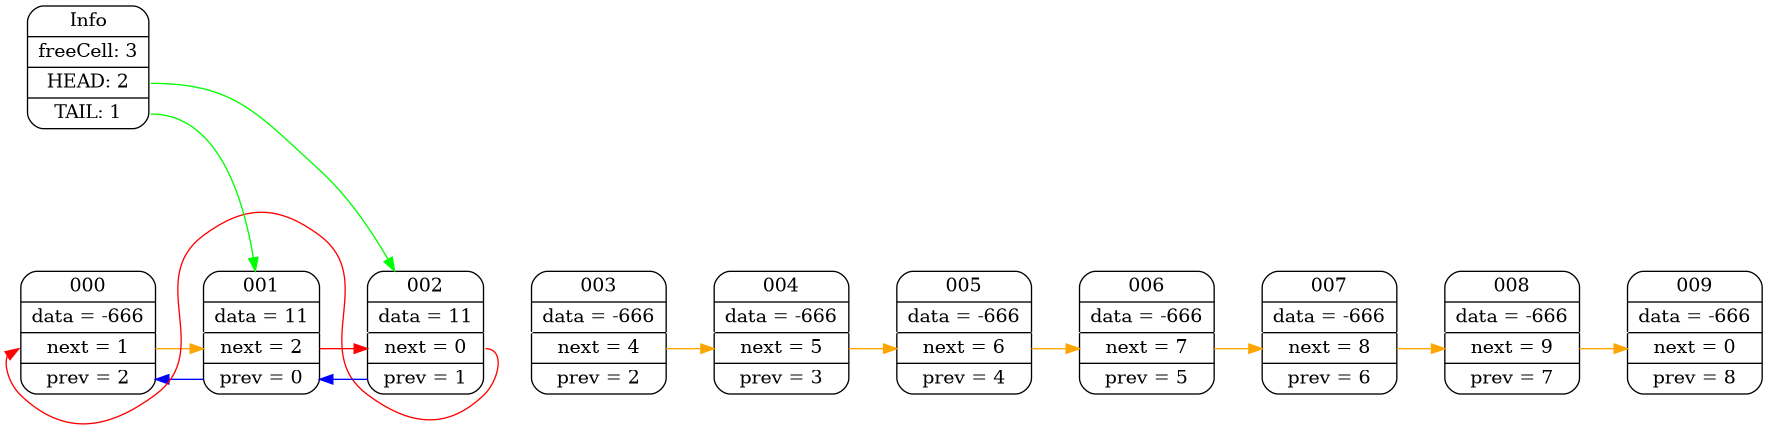 Info
freeCell: 3
HEAD: 2
TAIL: 1
000
data = -666
next = 1
prev = 2
001
data = 11
next = 2
prev = 0
002
data = 11
next = 0
prev = 1
003
data = -666
next = 4
prev = 2
004
data = -666
next = 5
prev = 3
005
data = -666
next = 6
prev = 4
006
data = -666
next = 7
prev = 5
007
data = -666
next = 8
prev = 6
008
data = -666
next = 9
prev = 7
009
data = -666
next = 0
prev = 8